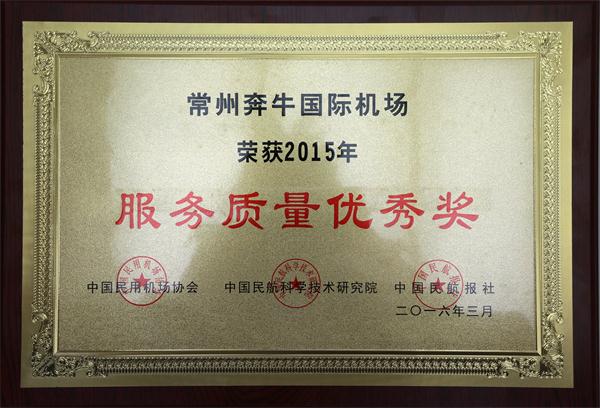 常州奔牛国际机场
荣获2015年
服务质量优秀奖
中国民用机场协会 中国民航科学技术研究院 中国民航报社
二〇一六年三月